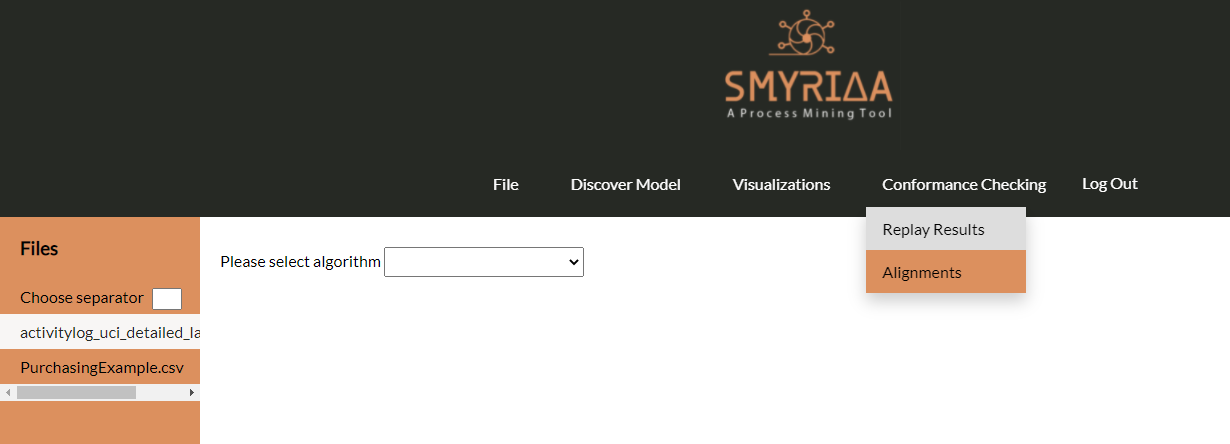 SMYRIΔA
A Process Mining Tool
File Discover Model Visualizations Conformance Checking Log Out
Replay Results
Alignments
Files
Choose separator
activitylog_uci_detailed_la
PurchasingExample.csv
Please select algorithm